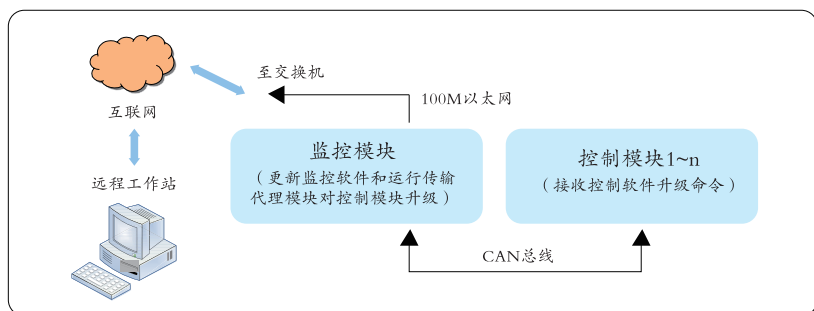 至交换机
100M以太网
互联网
监控模块
（更新监控软件和运行传输
代理模块对控制模块升级）
控制模块1~n
（接收控制软件升级命令）
远程工作站
CAN总线